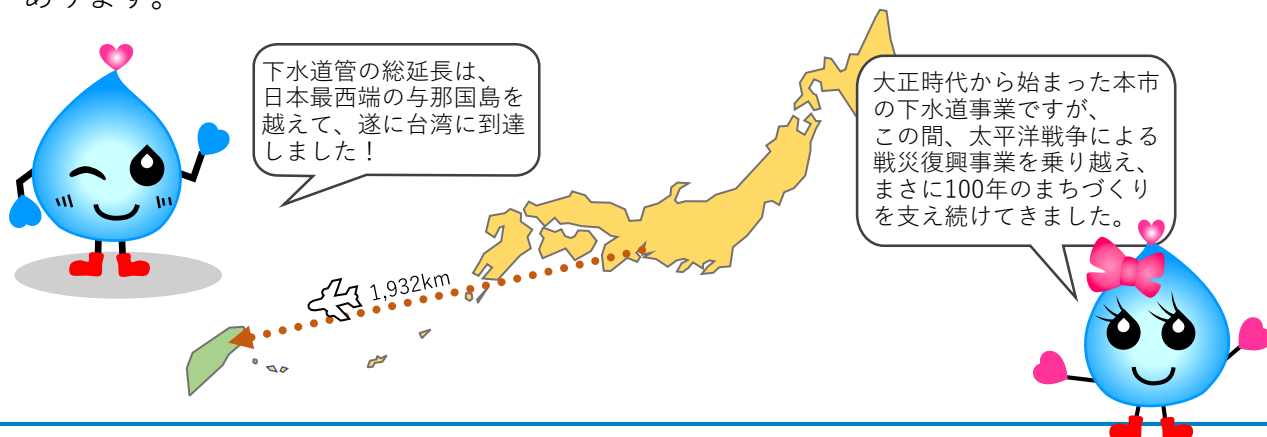 あります。
下水道管の総延長は、
日本最西端の与那国島を
越えて、遂に台湾に到達
しました！
大正時代から始まった本市
の下水道事業ですが、
この間、太平洋戦争による
戦災復興事業を乗り越え、
まさに100年のまちづくり
を支え続けてきました。
1,932km